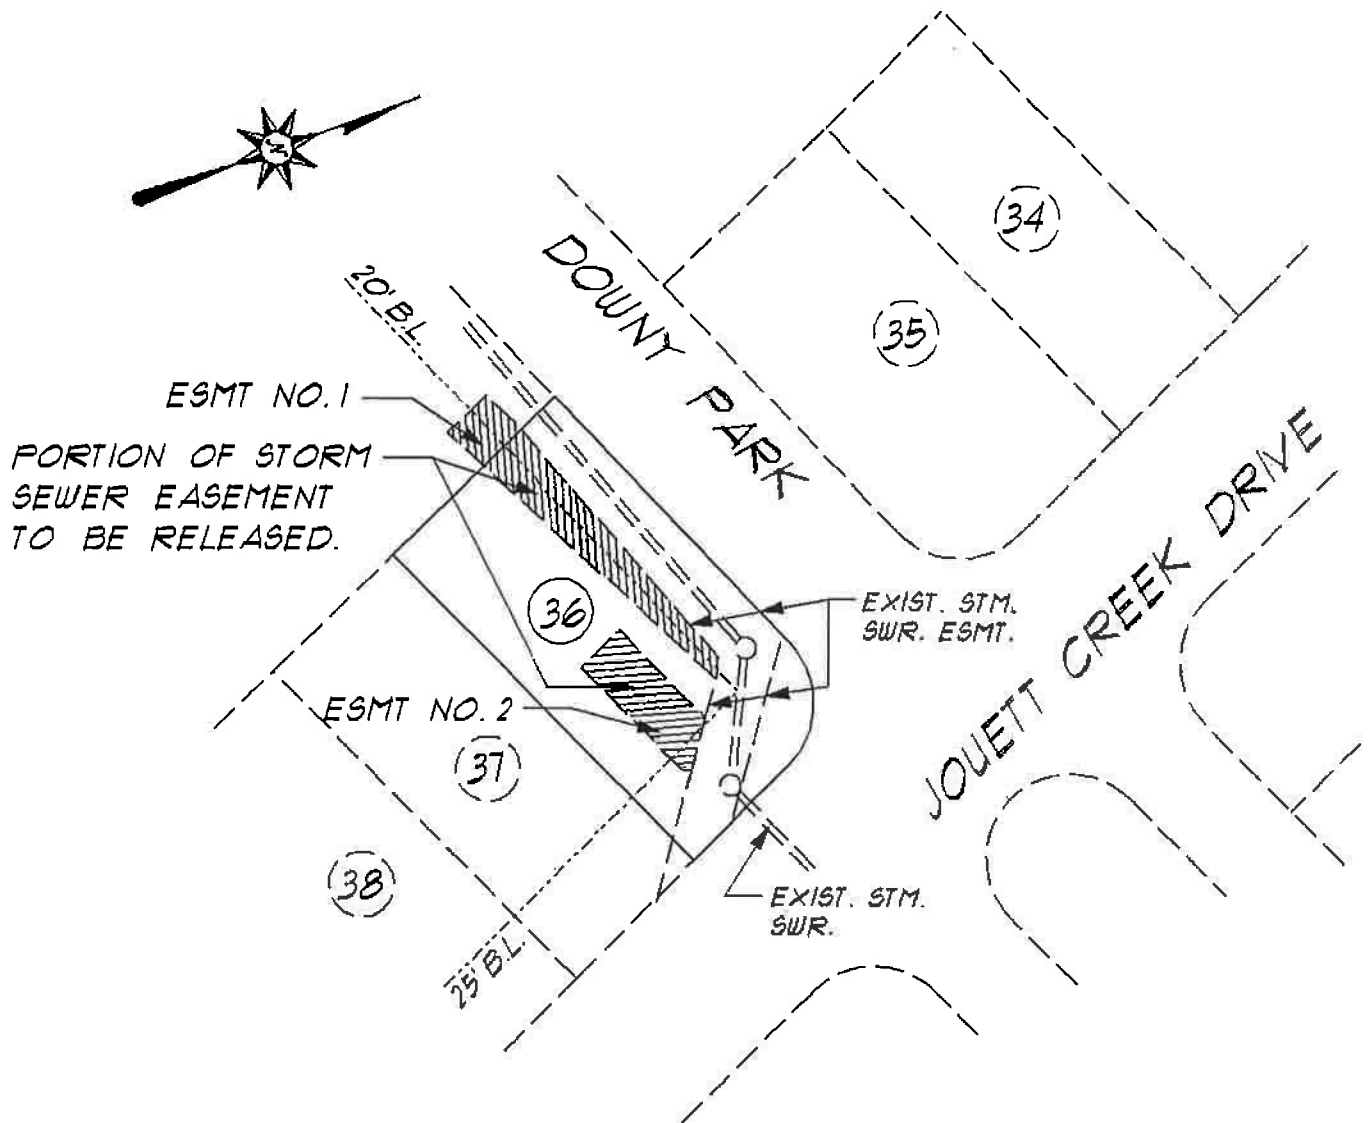 N
34
DOWNY PARK
20' B.L.
35
ESMT NO. 1
PORTION OF STORM
SEWER EASEMENT
TO BE RELEASED.
JOUETT CREEK DRIVE
36
EXIST. STM.
SWR. ESMT.
ESMT NO. 2
37
38
EXIST. STM.
SWR.
25' B.L.